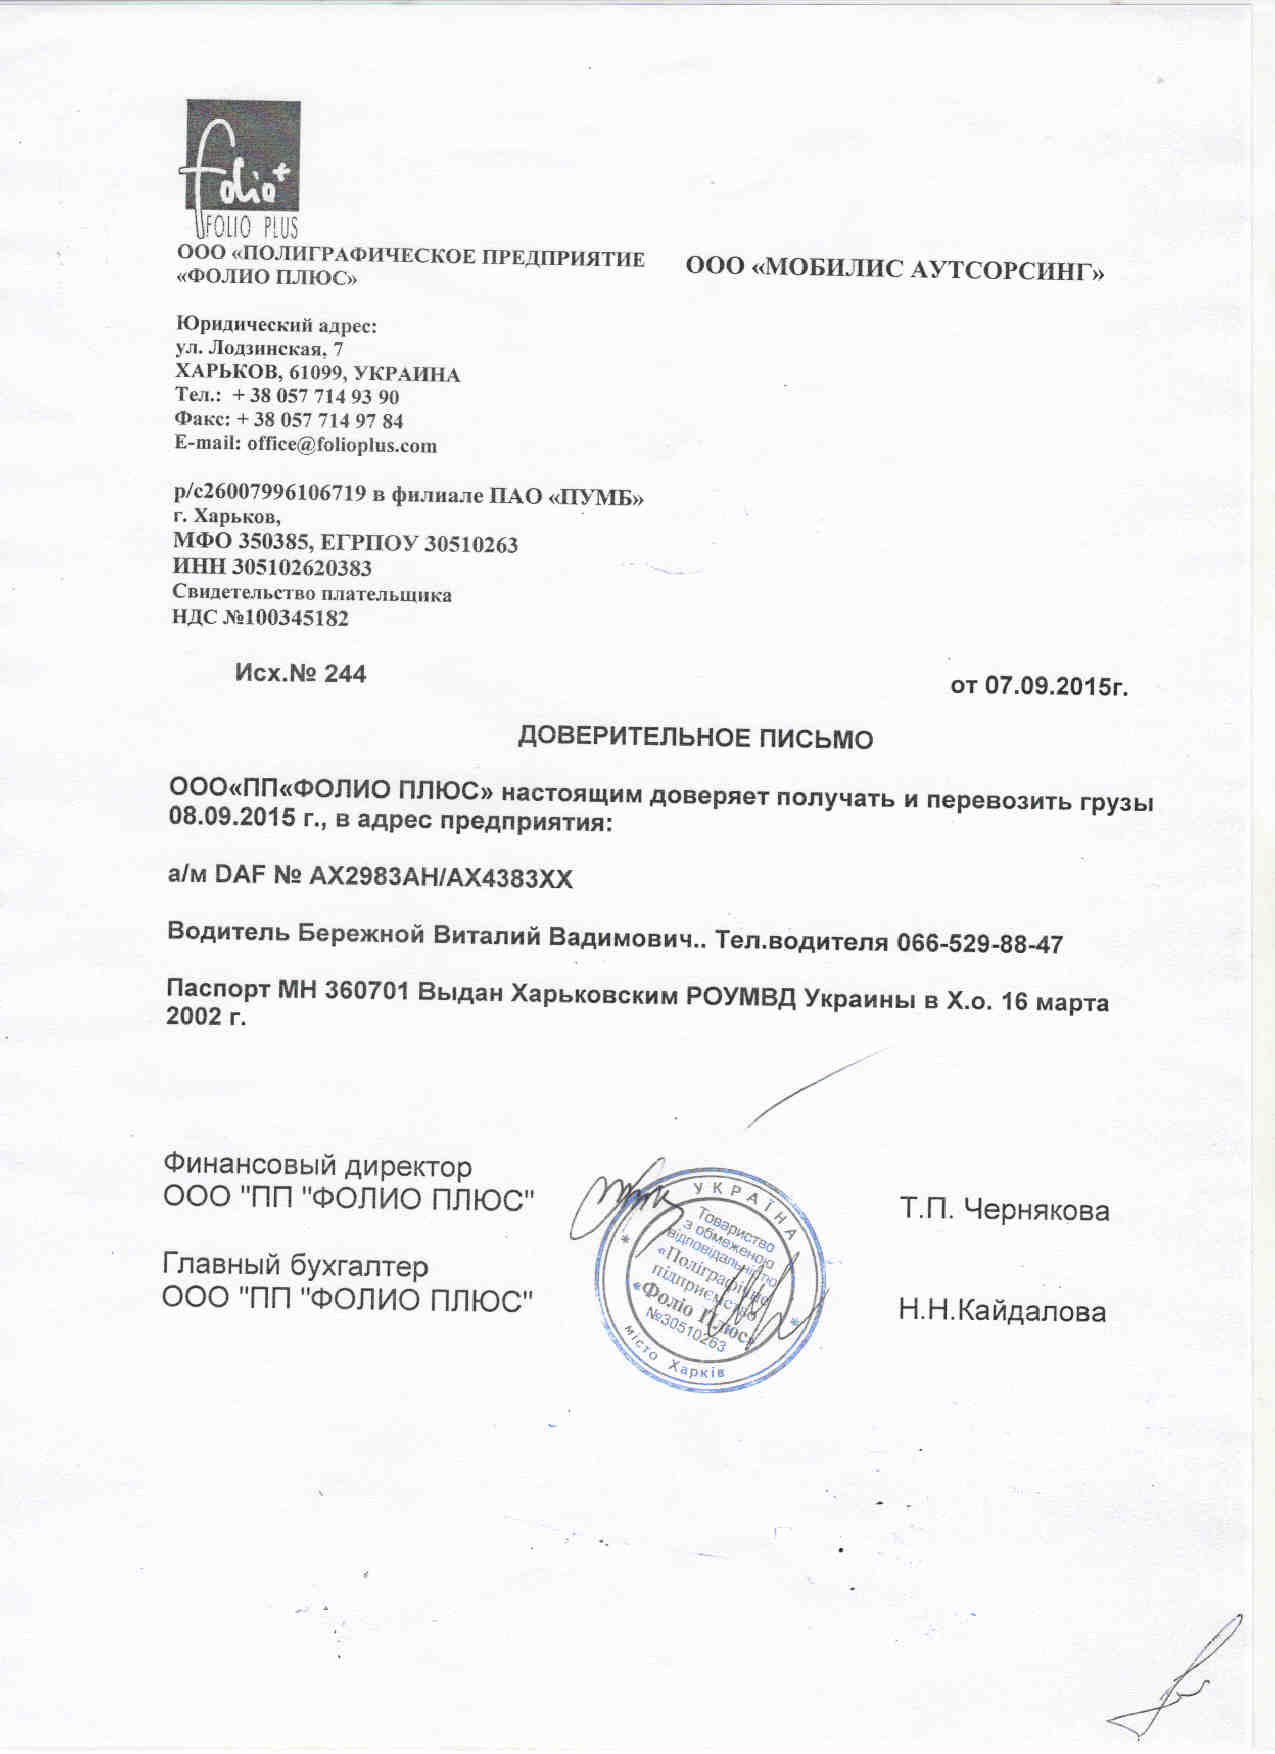 folio+
FOLIO PLUS
ООО «ПОЛИГРАФИЧЕСКОЕ ПРЕДПРИЯТИЕ
«ФОЛИО ПЛЮС»
ООО «МОБИЛИС АУТСОРСИНГ»
Юридический адрес:
ул. Лодзинская, 7
ХАРЬКОВ, 61099, УКРАИНА
Тел.: + 38 057 714 93 90
Факс: + 38 057 714 97 84
E-mail: office@folioplus.com
р/с26007996106719 в филиале ПАО «ПУМБ»
г. Харьков,
МФО 350385, ЕГРПОУ 30510263
ИНН 305102620383
Свидетельство плательщика
НДС №100345182
Исх.№ 244
от 07.09.2015г.
ДОВЕРИТЕЛЬНОЕ ПИСЬМО
ООО«ПП«ФОЛИО ПЛЮС» настоящим доверяет получать и перевозить грузы
08.09.2015 г., в адрес предприятия:
а/м DAF № АХ2983АН/АХ4383ХХ
Водитель Бережной Виталий Вадимович.. Тел.водителя 066-529-88-47
Паспорт МН 360701 Выдан Харьковским РОУМВД Украины в Х.о. 16 марта
2002 г.
Финансовый директор
ООО "ПП "ФОЛИО ПЛЮС"
Т.П. Чернякова
Главный бухгалтер
ООО "ПП "ФОЛИО ПЛЮС"
Н.Н.Кайдалова
* УКРАЇНА *
Товариство
з обмеженою
відповідальністю
«Поліграфічне
підприємство
«Фоліо Плюс»
№30510263
місто Харків